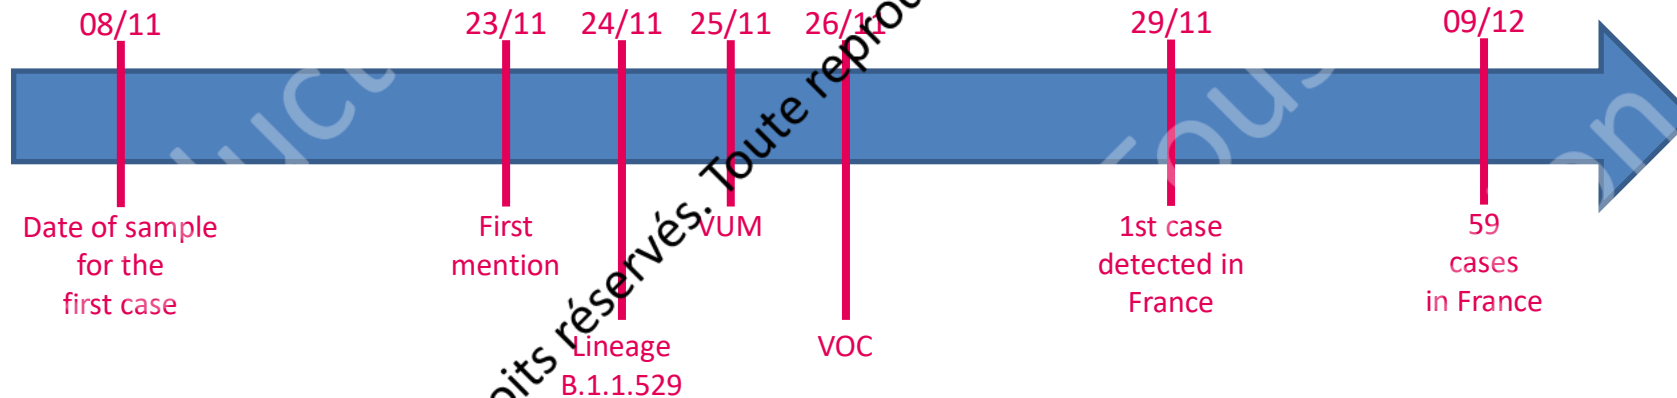 08/11
23/11
24/11
25/11
26/11
29/11
09/12
Date of sample
for the
first case
First
mention
Lineage
B.1.1.529
VUM
VOC
1st case
detected in
France
59
cases
in France
réservés. Toute